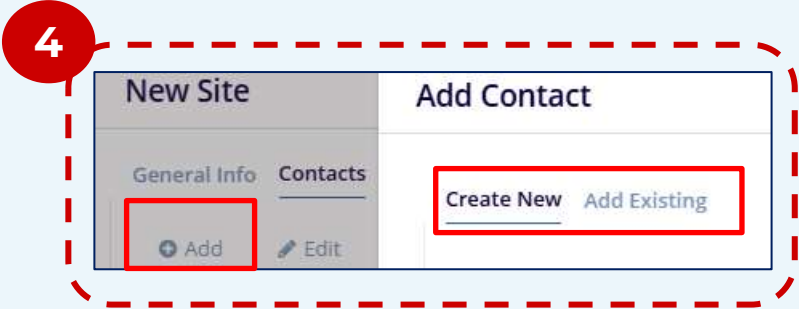 4
New Site
Add Contact
General Info Contacts
Create New Add Existing
Add Edit